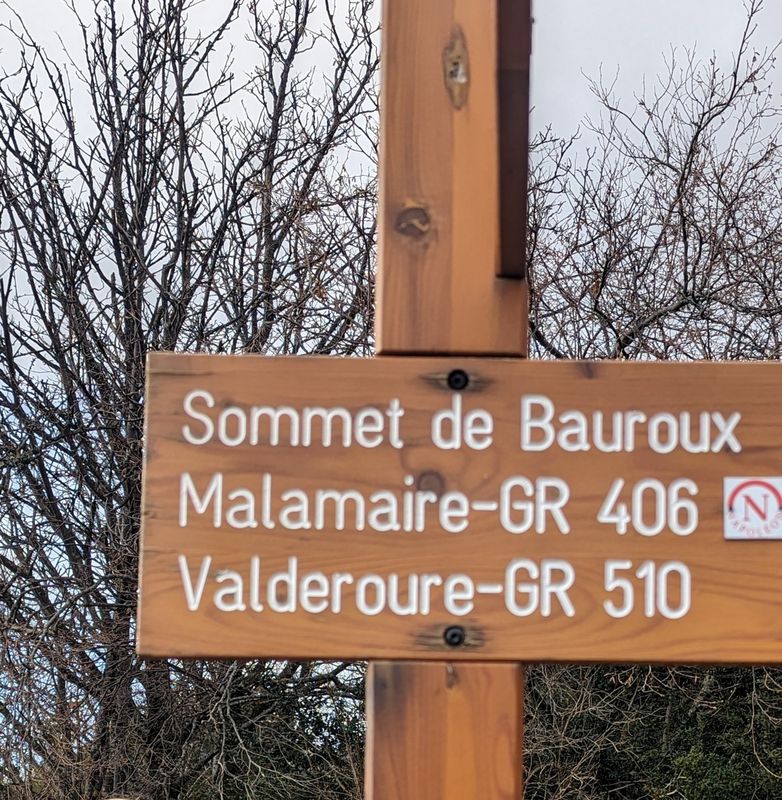 Sommet de Bauroux
Malamaire-GR 406
Valderoure-GR 510
N